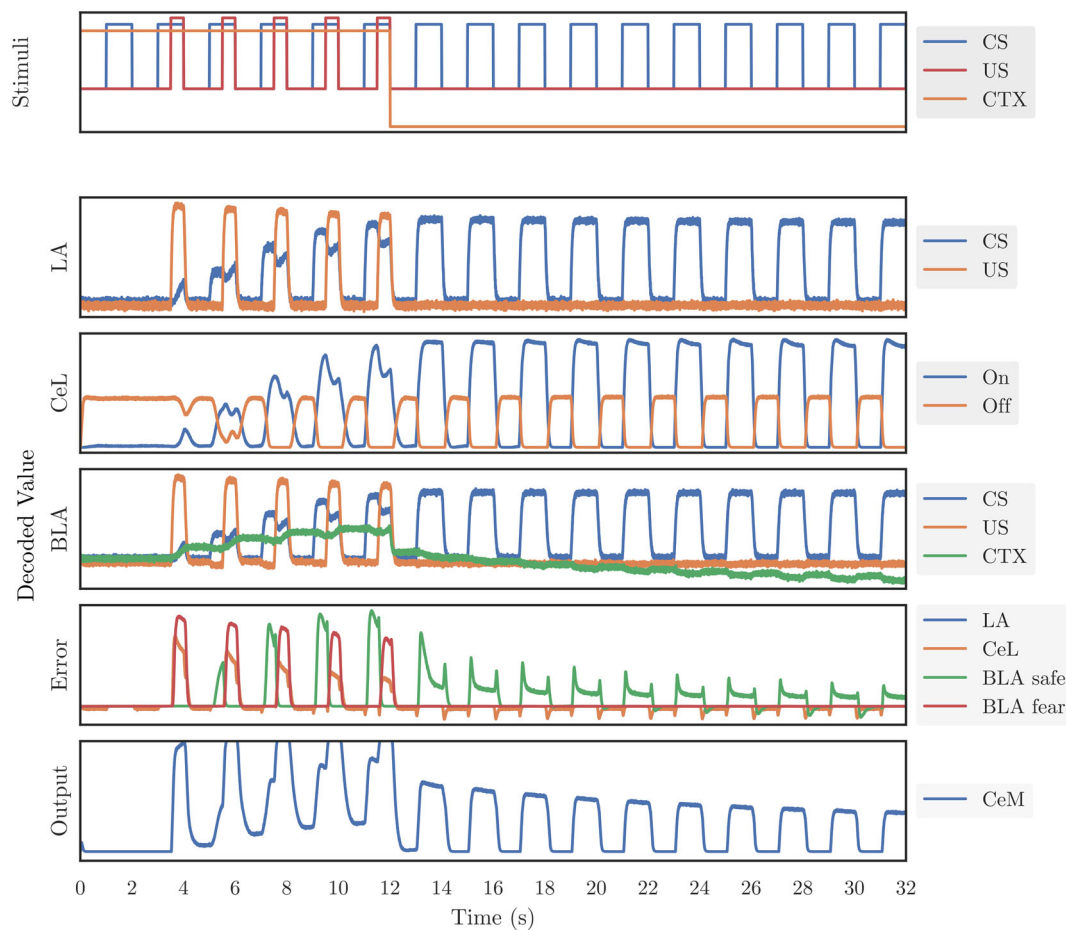 Stimuli
CS
US
CTX
LA
CS
US
CeL
On
Off
Decoded Value
BLA
CS
US
CTX
Error
LA
CeL
BLA safe
BLA fear
Output
CeM
0 2 4 6 8 10 12 14 16 18 20 22 24 26 28 30 32
Time (s)